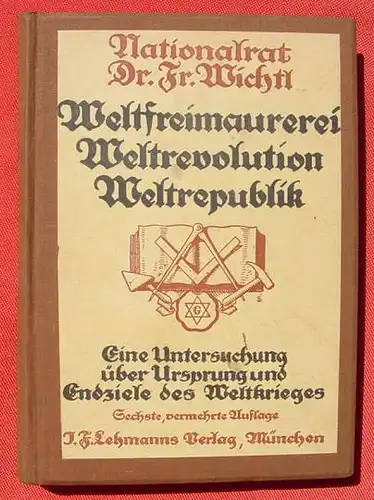 Nationalrat
Dr. Fr. Wichtl
Weltfreimaurerei
Weltrevolution
Weltrepublik
G
Eine Untersuchung
über Ursprung und
Endziele des Weltkrieges
Sechste, vermehrte Auflage
J. F. Lehmanns Verlag, München